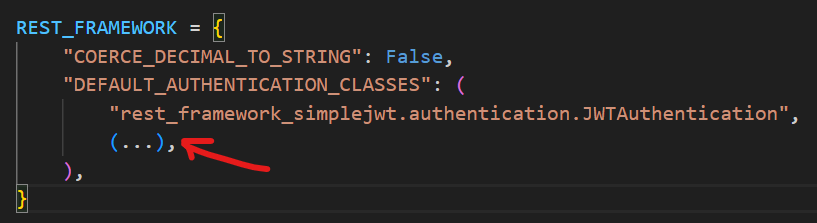 REST_FRAMEWORK = {
"COERCE_DECIMAL_TO_STRING": False,
"DEFAULT_AUTHENTICATION_CLASSES": (
"rest_framework_simplejwt.authentication.JWTAuthentication",
(...),
),
}